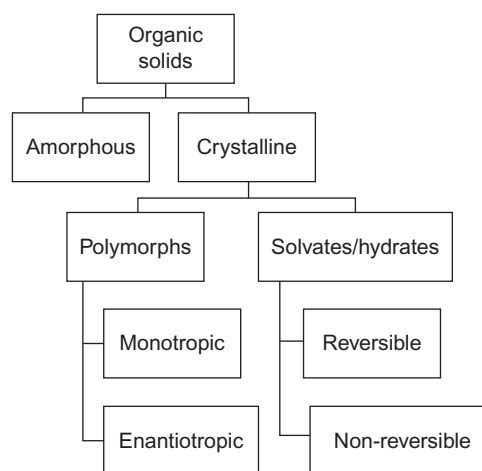 Organic
solids
Amorphous
Crystalline
Polymorphs
Solvates/hydrates
Monotropic
Reversible
Enantiotropic
Non-reversible